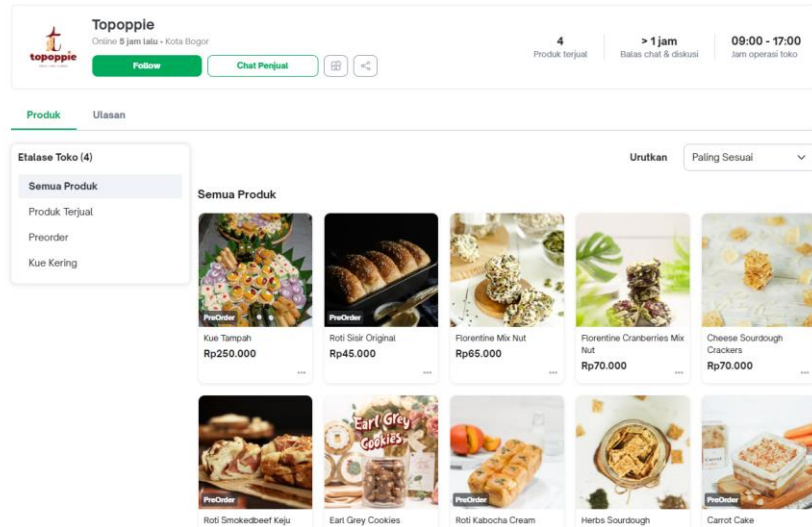 Topoppie
Online 5 jam lalu • Kota Bogor
topoppie
Follow
Chat Penjual
4
Produk terjual
> 1 jam
Balas chat & diskusi
09:00 - 17:00
Jam operasi toko
Produk
Ulasan
Etalase Toko (4)
Semua Produk
Produk Terjual
Preorder
Kue Kering
Urutkan
Paling Sesuai
Semua Produk
PreOrder
Kue Tampah
Rp250.000
PreOrder
Roti Sisir Original
Rp45.000
Florentine Mix Nut
Rp65.000
Florentine Cranberries Mix
Nut
Rp70.000
Cheese Sourdough
Crackers
Rp70.000
PreOrder
Roti Smokedbeef Keju
Earl Grey
Cookies
Earl Grey Cookies
PreOrder
Roti Kabocha Cream
Herbs Sourdough
PreOrder
Carrot Cake